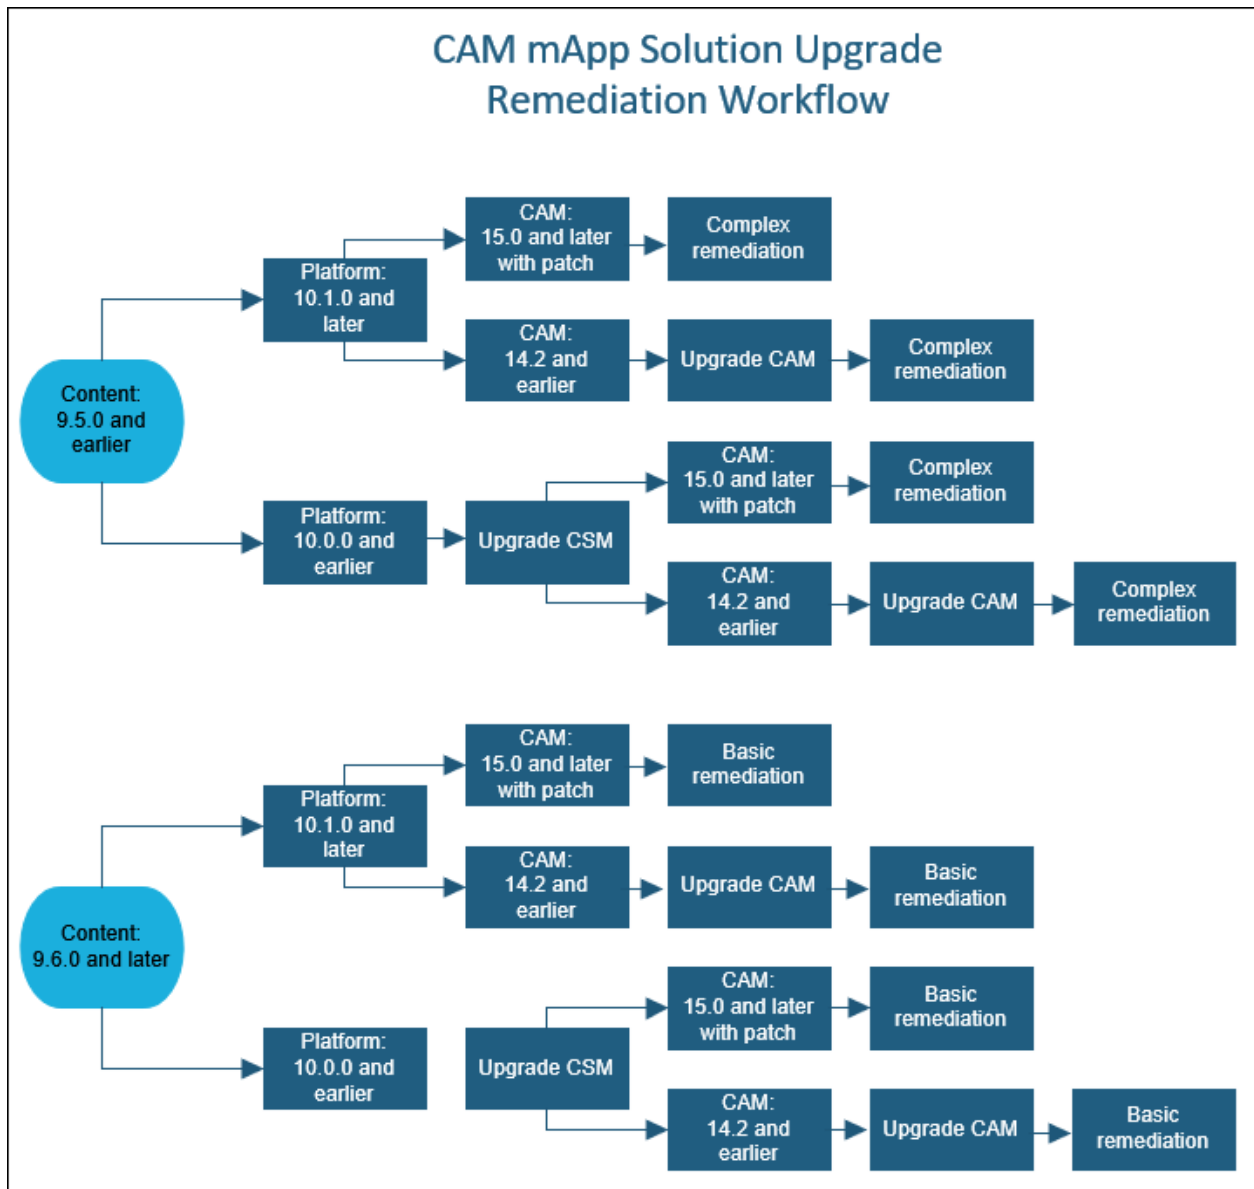 CAM mApp Solution Upgrade
Remediation Workflow
CAM:
15.0 and later
with patch
Complex
remediation
Platform:
10.1.0 and
later
CAM:
14.2 and
earlier
Upgrade CAM
Complex
remediation
Content:
9.5.0 and
earlier
CAM:
15.0 and later
with patch
Complex
remediation
Platform:
10.0.0 and
earlier
Upgrade CSM
CAM:
14.2 and
earlier
Upgrade CAM
Complex
remediation
CAM:
15.0 and later
with patch
Basic
remediation
Platform:
10.1.0 and
later
CAM:
14.2 and
earlier
Upgrade CAM
Basic
remediation
Content:
9.6.0 and later
CAM:
15.0 and later
with patch
Basic
remediation
Platform:
10.0.0 and
earlier
Upgrade CSM
CAM:
14.2 and
earlier
Upgrade CAM
Basic
remediation